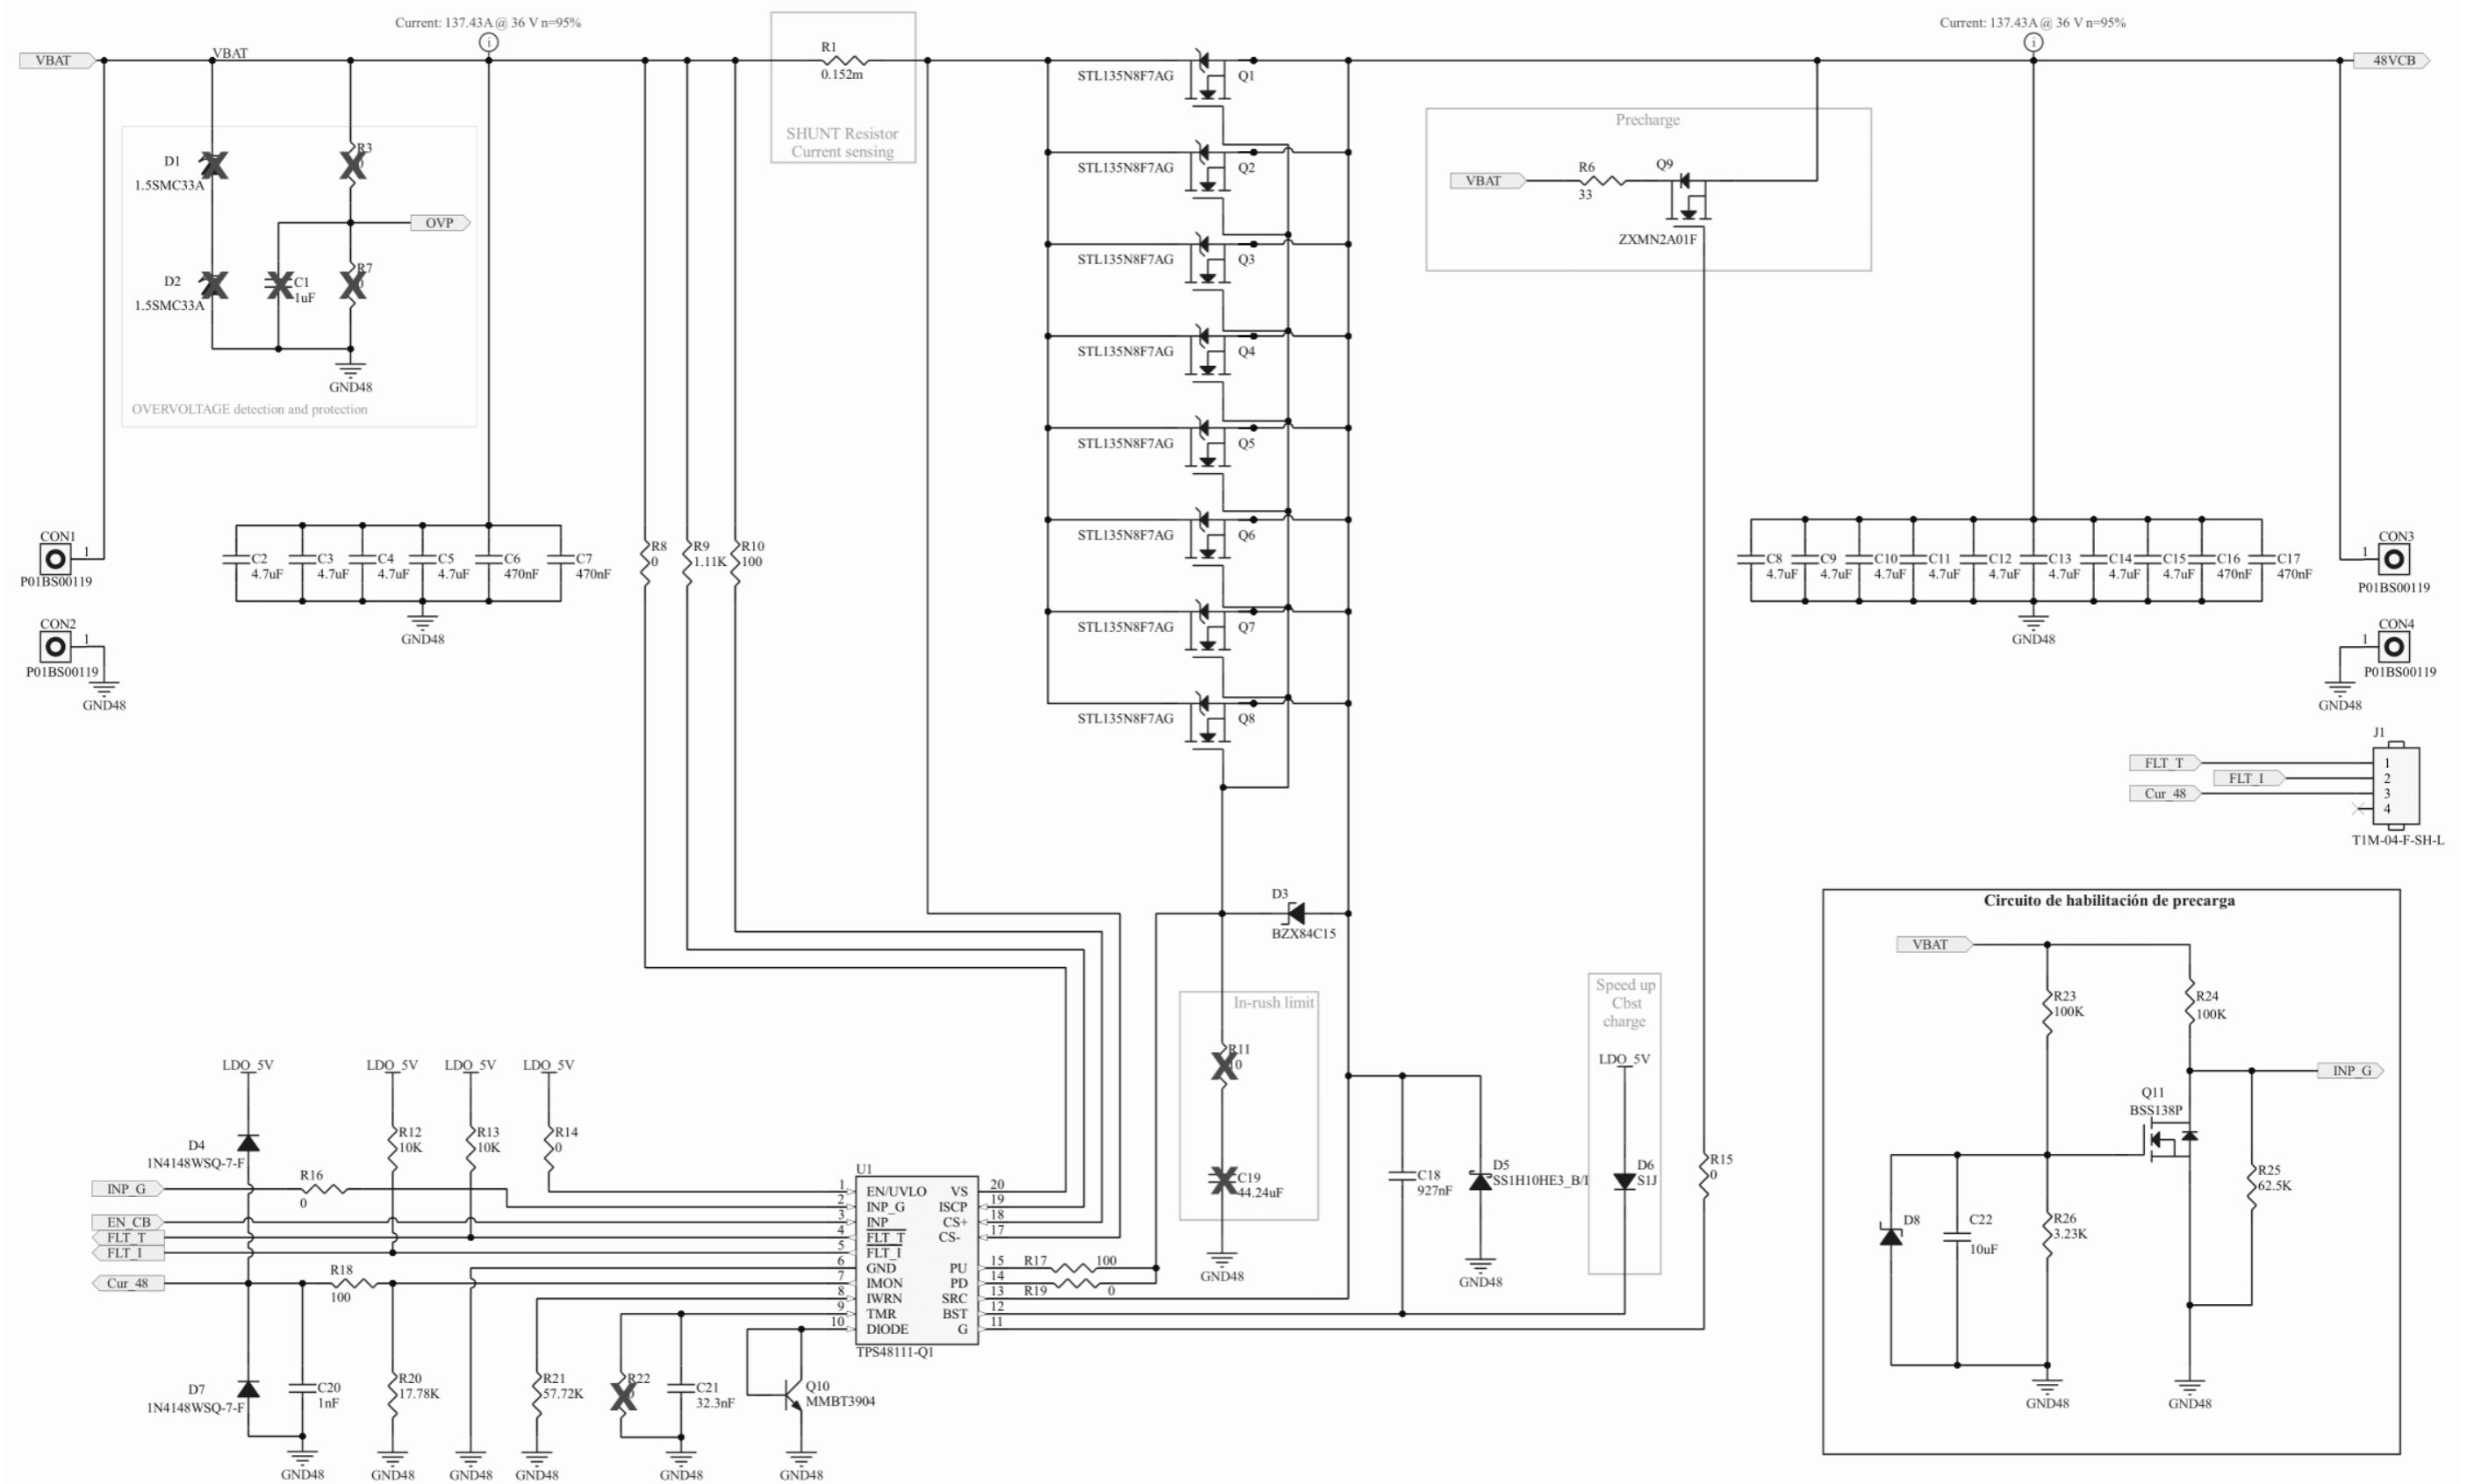 Current: 137.43A @ 36 V n=95%
Current: 137.43A @ 36 V n=95%
VBAT
VBAT
R1
0.152m
SHUNT Resistor
Current sensing
48VCB
STL135N8F7AG
Q1
STL135N8F7AG
Q2
STL135N8F7AG
Q3
STL135N8F7AG
Q4
STL135N8F7AG
Q5
STL135N8F7AG
Q6
STL135N8F7AG
Q7
STL135N8F7AG
Q8
Precharge
VBAT
R6
33
Q9
ZXMN2A01F
D1
1.5SMC33A
R3
OVP
D2
1.5SMC33A
C1
1uF
R7
GND48
OVERVOLTAGE detection and protection
CON1
1
P01BS00119
CON2
1
P01BS00119
GND48
C2
4.7uF
C3
4.7uF
C4
4.7uF
C5
4.7uF
C6
470nF
C7
470nF
GND48
R8
0
R9
1.11K
R10
100
C8
4.7uF
C9
4.7uF
C10
4.7uF
C11
4.7uF
C12
4.7uF
C13
4.7uF
C14
4.7uF
C15
4.7uF
C16
470nF
C17
470nF
GND48
CON3
1
P01BS00119
CON4
1
P01BS00119
GND48
J1
FLT_T
1
FLT_I
2
Cur_48
3
4
T1M-04-F-SH-L
D3
BZX84C15
In-rush limit
R11
0
C19
44.24uF
GND48
C18
927nF
D5
SS1H10HE3_B/I
GND48
Speed up
Cbst
charge
LDO_5V
D6
S1J
R15
0
LDO_5V
LDO_5V
LDO_5V
LDO_5V
D4
1N4148WSQ-7-F
R12
10K
R13
10K
R14
0
INP_G
R16
0
EN_CB
FLT_T
FLT_I
Cur_48
R18
100
U1
1 EN/UVLO VS 20
2 INP_G ISCP 19
3 INP CS+ 18
4 FLT_T CS- 17
5 FLT_I
6 GND PU 15
7 IMON PD 14
8 IWRN SRC 13
9 TMR BST 12
10 DIODE G 11
TPS48111-Q1
R17 100
R19 0
D7
1N4148WSQ-7-F
C20
1nF
R20
17.78K
R21
57.72K
R22
C21
32.3nF
Q10
MMBT3904
GND48
GND48
GND48
GND48
GND48
GND48
Circuito de habilitación de precarga
VBAT
R23
100K
R24
100K
INP_G
Q11
BSS138P
R25
62.5K
D8
C22
10uF
R26
3.23K
GND48
GND48